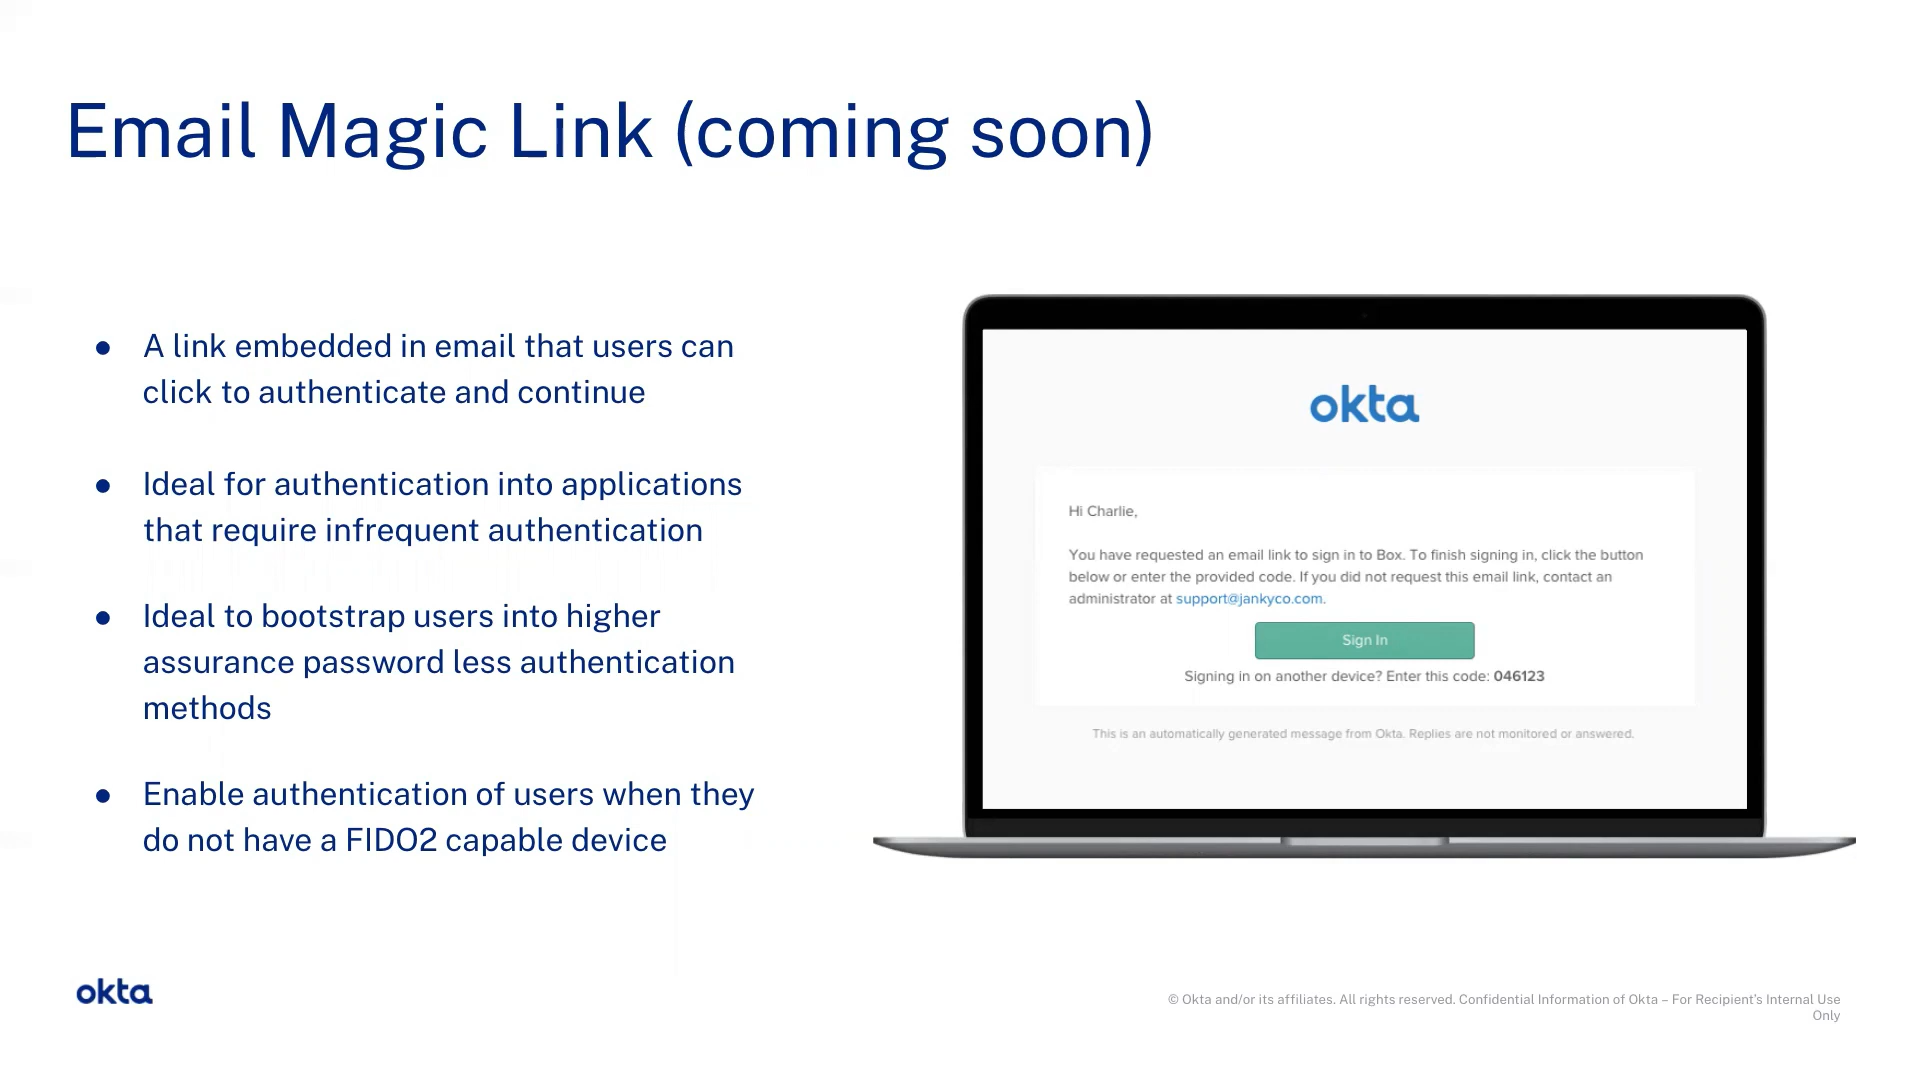 Email Magic Link (coming soon)
● A link embedded in email that users can
click to authenticate and continue
● Ideal for authentication into applications
that require infrequent authentication
● Ideal to bootstrap users into higher
assurance password less authentication
methods
● Enable authentication of users when they
do not have a FIDO2 capable device
okta
Hi Charlie,
You have requested an email link to sign in to Box. To finish signing in, click the button
below or enter the provided code. If you did not request this email link, contact an
administrator at support@jankyco.com.
Sign In
Signing in on another device? Enter this code: 046123
This is an automatically generated message from Okta. Replies are not monitored or answered.
okta
© Okta and/or its affiliates. All rights reserved. Confidential Information of Okta – For Recipient’s Internal Use
Only